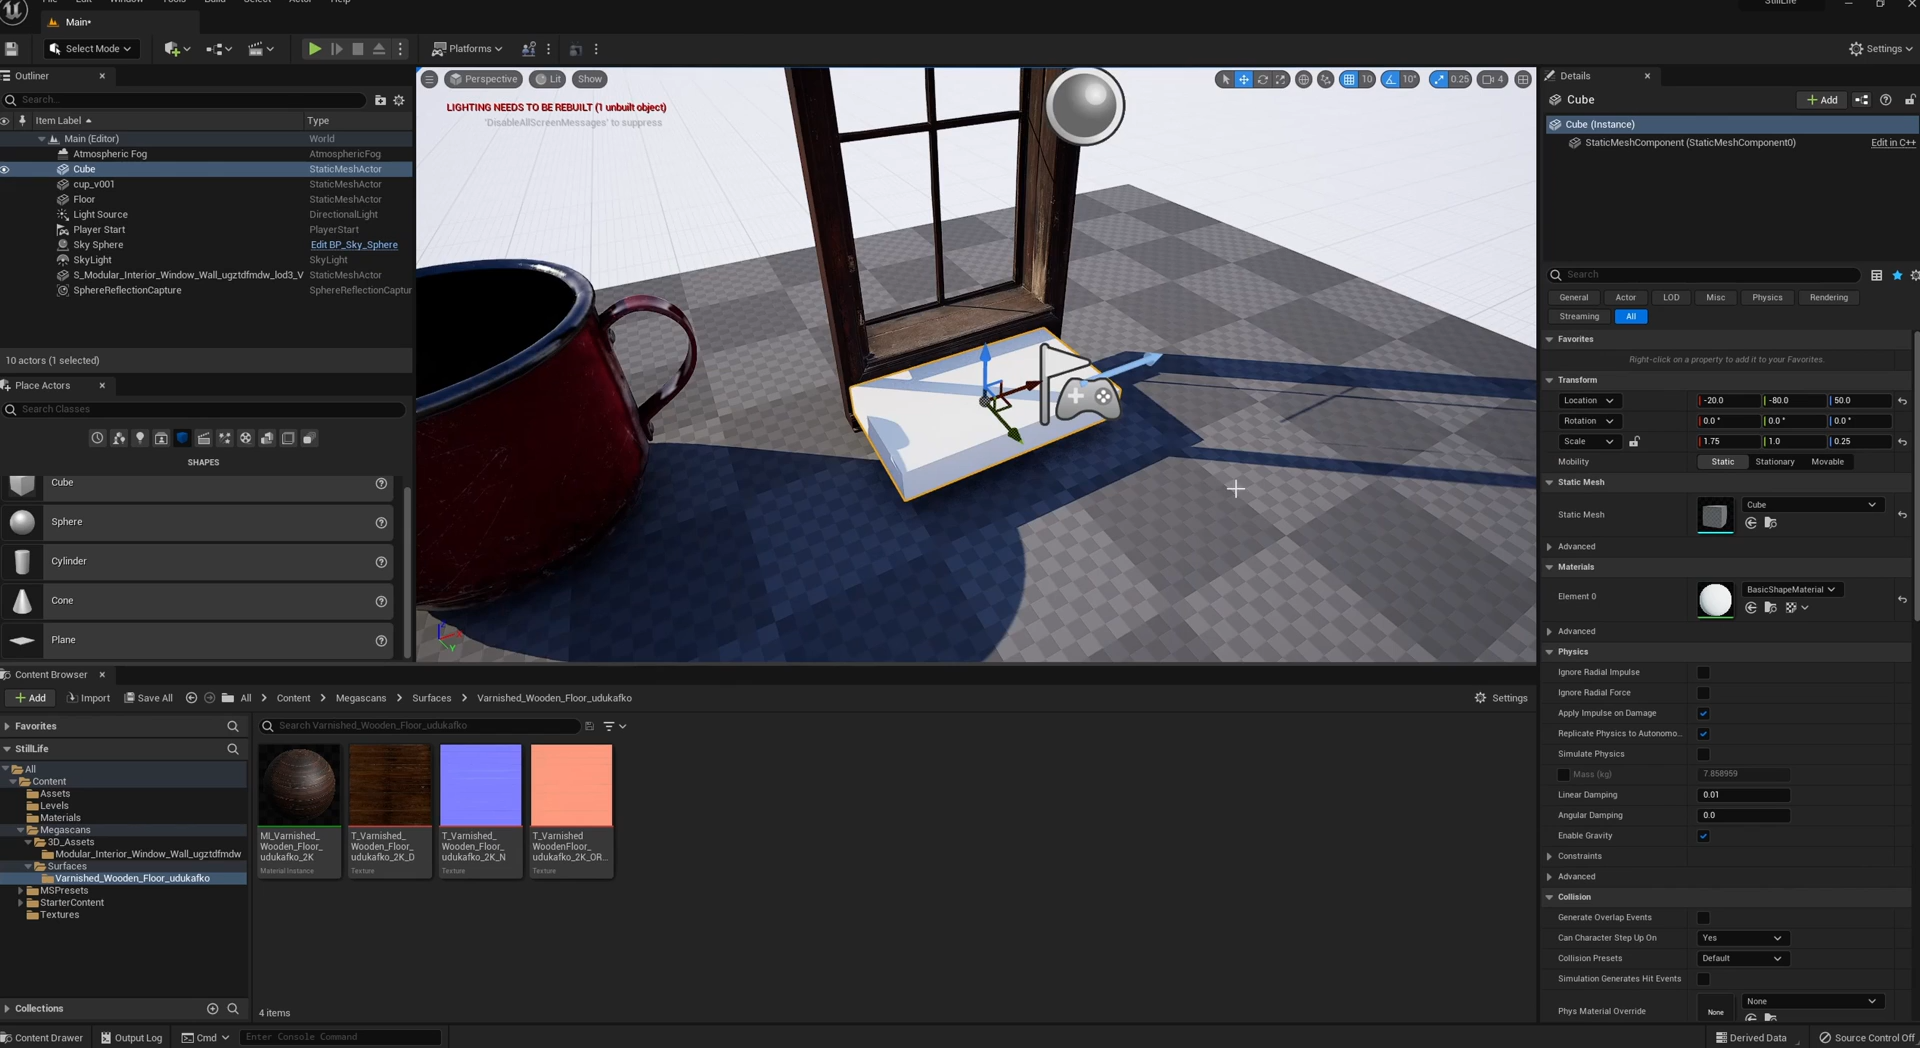 StillLife
Main•
Select Mode
Platforms
Settings
Outliner
Search...
Item Label
Type
Main (Editor)
World
Atmospheric Fog
AtmosphericFog
Cube
StaticMeshActor
cup_v001
StaticMeshActor
Floor
StaticMeshActor
Light Source
DirectionalLight
Player Start
PlayerStart
Sky Sphere
Edit BP_Sky_Sphere
SkyLight
SkyLight
S_Modular_Interior_Window_Wall_ugztdfmdw_lod3_V
StaticMeshActor
SphereReflectionCapture
SphereReflectionCaptur
10 actors (1 selected)
Place Actors
Search Classes
SHAPES
Cube
Sphere
Cylinder
Cone
Plane
Perspective
Lit
Show
10
10°
0.25
4
LIGHTING NEEDS TO BE REBUILT (1 unbuilt object)
'DisableAllScreenMessages' to suppress
Details
Cube
Add
Cube (Instance)
StaticMeshComponent (StaticMeshComponent0)
Edit in C++
Search
General
Actor
LOD
Misc
Physics
Rendering
Streaming
All
Favorites
Right-click on a property to add it to your Favorites.
Transform
Location
-20.0
-80.0
50.0
Rotation
0.0 °
0.0 °
0.0 °
Scale
1.75
1.0
0.25
Mobility
Static
Stationary
Movable
Static Mesh
Static Mesh
Cube
Advanced
Materials
Element 0
BasicShapeMaterial
Advanced
Physics
Ignore Radial Impulse
Ignore Radial Force
Apply Impulse on Damage
Replicate Physics to Autonomo...
Simulate Physics
Mass (kg)
7.858959
Linear Damping
0.01
Angular Damping
0.0
Enable Gravity
Constraints
Advanced
Collision
Generate Overlap Events
Can Character Step Up On
Yes
Collision Presets
Default
Simulation Generates Hit Events
Phys Material Override
None
None
Content Browser
Add
Import
Save All
All
Content
Megascans
Surfaces
Varnished_Wooden_Floor_udukafko
Settings
Favorites
StillLife
All
Content
Assets
Levels
Materials
Megascans
3D_Assets
Modular_Interior_Window_Wall_ugztdfmdw
Surfaces
Varnished_Wooden_Floor_udukafko
MSPresets
StarterContent
Textures
Collections
Search Varnished_Wooden_Floor_udukafko
MI_Varnished_
Wooden_Floor_
udukafko_2K
Material Instance
T_Varnished_
Wooden_Floor_
udukafko_2K_D
Texture
T_Varnished_
Wooden_Floor_
udukafko_2K_N
Texture
T_Varnished
WoodenFloor_
udukafko_2K_OR...
Texture
4 items
Content Drawer
Output Log
Cmd
Enter Console Command
Derived Data
Source Control Off